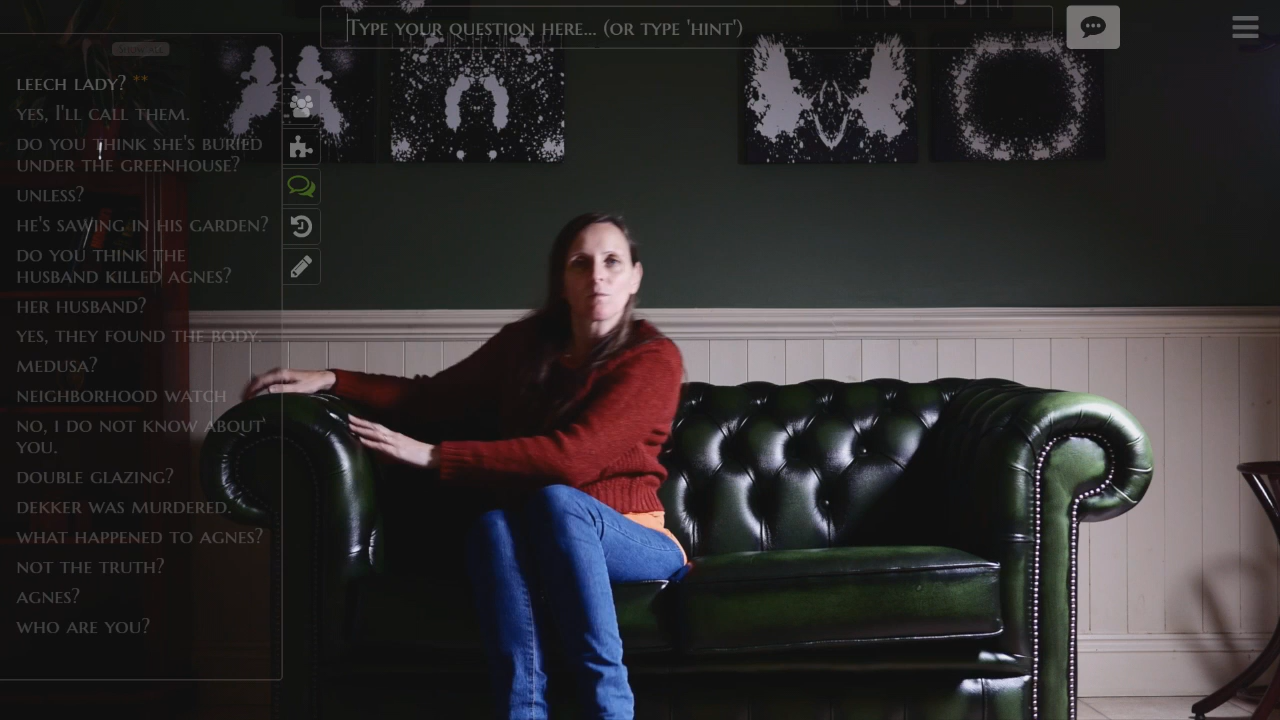 Type your question here... (or type 'hint')
Leech Lady? **
Yes, I'll call them.
Do you think she's buried
under the greenhouse?
Unless?
He's sawing in his garden?
Do you think the
husband killed Agnes?
Her husband?
Yes, they found the body.
Medusa?
Neighborhood watch
No, I do not know about
you.
Double glazing?
Dekker was murdered.
What happened to Agnes?
Not the truth?
Agnes?
Who are you?